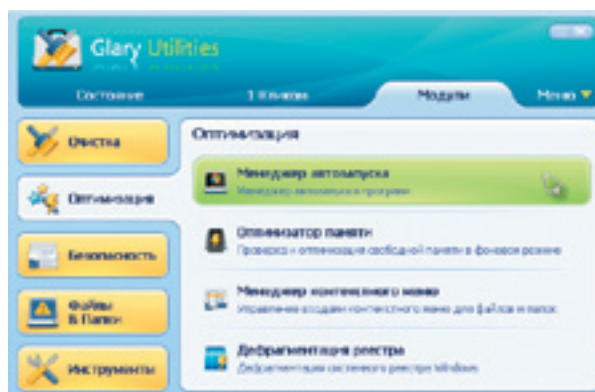 Glary Utilities
Состояние
1 Кликом
Модули
Меню
Очистка
Оптимизация
Безопасность
Файлы
& Папки
Инструменты
Оптимизация
Менеджер автозапуска
Менеджер автозапуска программ
Оптимизатор памяти
Проверка и оптимизация свободной памяти в фоновом режиме
Менеджер контекстного меню
Управление входами контекстного меню для файлов и папок
Дефрагментация реестра
Дефрагментация системного реестра Windows